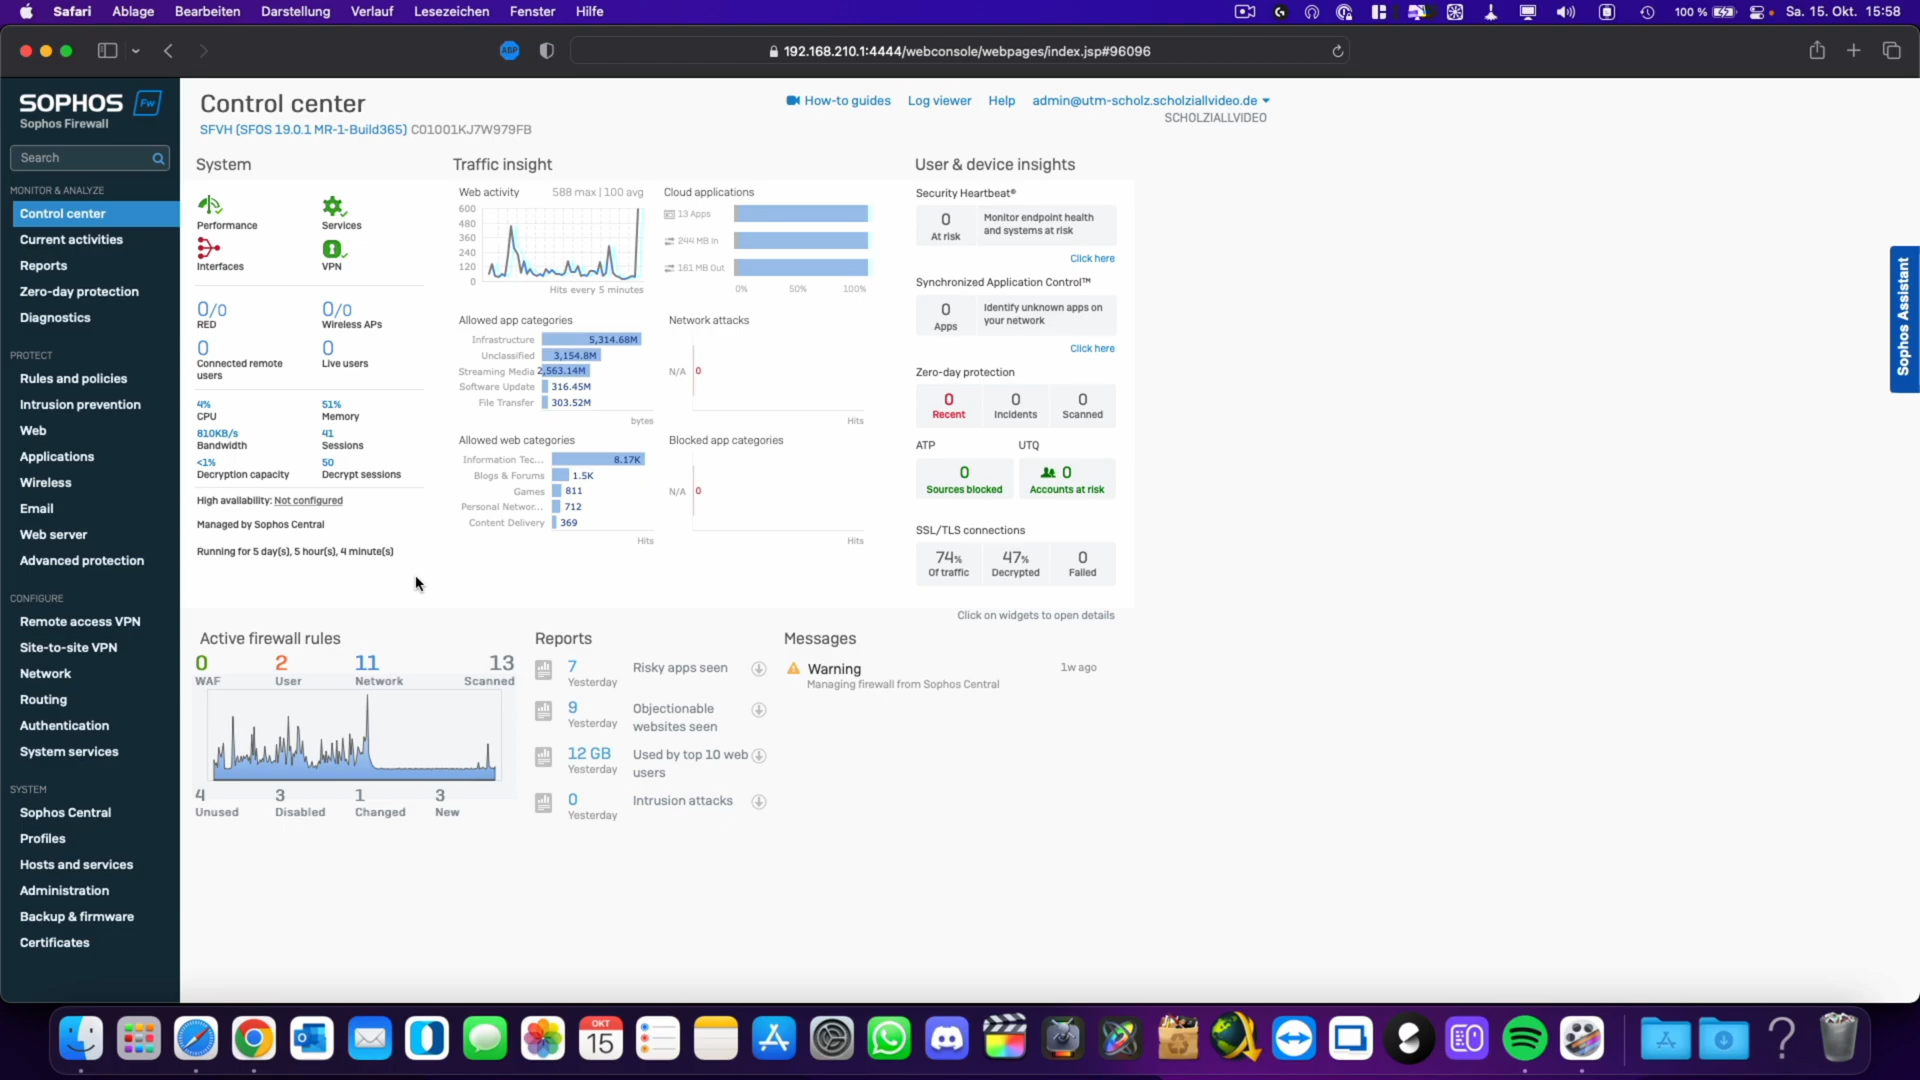 Safari Ablage Bearbeiten Darstellung Verlauf Lesezeichen Fenster Hilfe 100 % Sa. 15. Okt. 15:58
ABP 192.168.210.1:4444/webconsole/webpages/index.jsp#96096
SOPHOS Fw
Sophos Firewall
Search
MONITOR & ANALYZE
Control center
Current activities
Reports
Zero-day protection
Diagnostics
PROTECT
Rules and policies
Intrusion prevention
Web
Applications
Wireless
Email
Web server
Advanced protection
CONFIGURE
Remote access VPN
Site-to-site VPN
Network
Routing
Authentication
System services
SYSTEM
Sophos Central
Profiles
Hosts and services
Administration
Backup & firmware
Certificates
Control center
SFVH (SFOS 19.0.1 MR-1-Build365) C01001KJ7W979FB
How-to guides Log viewer Help admin@utm-scholz.scholziallvideo.de
SCHOLZIALLVIDEO
System
Performance Services
Interfaces VPN
0/0 0/0
RED Wireless APs
0 0
Connected remote users Live users
4% 51%
CPU Memory
810KB/s 41
Bandwidth Sessions
<1% 50
Decryption capacity Decrypt sessions
High availability: Not configured
Managed by Sophos Central
Running for 5 day(s), 5 hour(s), 4 minute(s)
Traffic insight
Web activity 588 max | 100 avg
600
480
360
240
120
0
Hits every 5 minutes
Cloud applications
13 Apps
244 MB In
161 MB Out
0% 50% 100%
Allowed app categories
Infrastructure 5,314.68M
Unclassified 3,154.8M
Streaming Media 2,563.14M
Software Update 316.45M
File Transfer 303.52M
bytes
Network attacks
N/A 0
Hits
Allowed web categories
Information Tec... 8.17K
Blogs & Forums 1.5K
Games 811
Personal Networ... 712
Content Delivery 369
Hits
Blocked app categories
N/A 0
Hits
User & device insights
Security Heartbeat®
0
At risk
Monitor endpoint health
and systems at risk
Click here
Synchronized Application Control™
0
Apps
Identify unknown apps on
your network
Click here
Zero-day protection
0 0 0
Recent Incidents Scanned
ATP UTQ
0 0
Sources blocked Accounts at risk
SSL/TLS connections
74% 47% 0
Of traffic Decrypted Failed
Click on widgets to open details
Active firewall rules
0 2 11 13
WAF User Network Scanned
4 3 1 3
Unused Disabled Changed New
Reports
7 Risky apps seen
Yesterday
9 Objectionable
Yesterday websites seen
12 GB Used by top 10 web
Yesterday users
0 Intrusion attacks
Yesterday
Messages
Warning 1w ago
Managing firewall from Sophos Central
Sophos Assistant
OKT
15